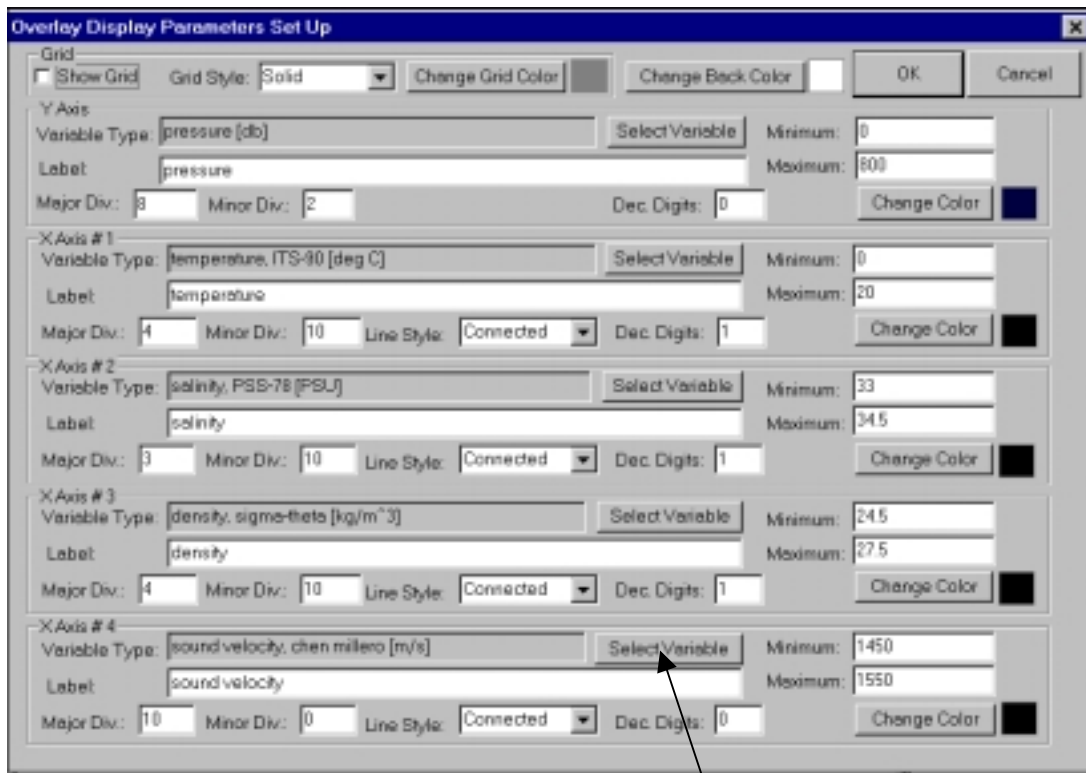 Overlay Display Parameters Set Up
Grid
Show Grid Grid Style: Solid Change Grid Color Change Back Color OK Cancel
Y Axis
Variable Type: pressure [db] Select Variable Minimum: 0
Label: pressure Maximum: 800
Major Div.: 8 Minor Div.: 2 Dec. Digits: 0 Change Color
X Axis # 1
Variable Type: temperature, ITS-90 [deg C] Select Variable Minimum: 0
Label: temperature Maximum: 20
Major Div.: 4 Minor Div.: 10 Line Style: Connected Dec. Digits: 1 Change Color
X Axis # 2
Variable Type: salinity, PSS-78 [PSU] Select Variable Minimum: 33
Label: salinity Maximum: 34.5
Major Div.: 3 Minor Div.: 10 Line Style: Connected Dec. Digits: 1 Change Color
X Axis # 3
Variable Type: density, sigma-theta [kg/m^3] Select Variable Minimum: 24.5
Label: density Maximum: 27.5
Major Div.: 4 Minor Div.: 10 Line Style: Connected Dec. Digits: 1 Change Color
X Axis # 4
Variable Type: sound velocity, chen millero [m/s] Select Variable Minimum: 1450
Label: sound velocity Maximum: 1550
Major Div.: 10 Minor Div.: 0 Line Style: Connected Dec. Digits: 0 Change Color